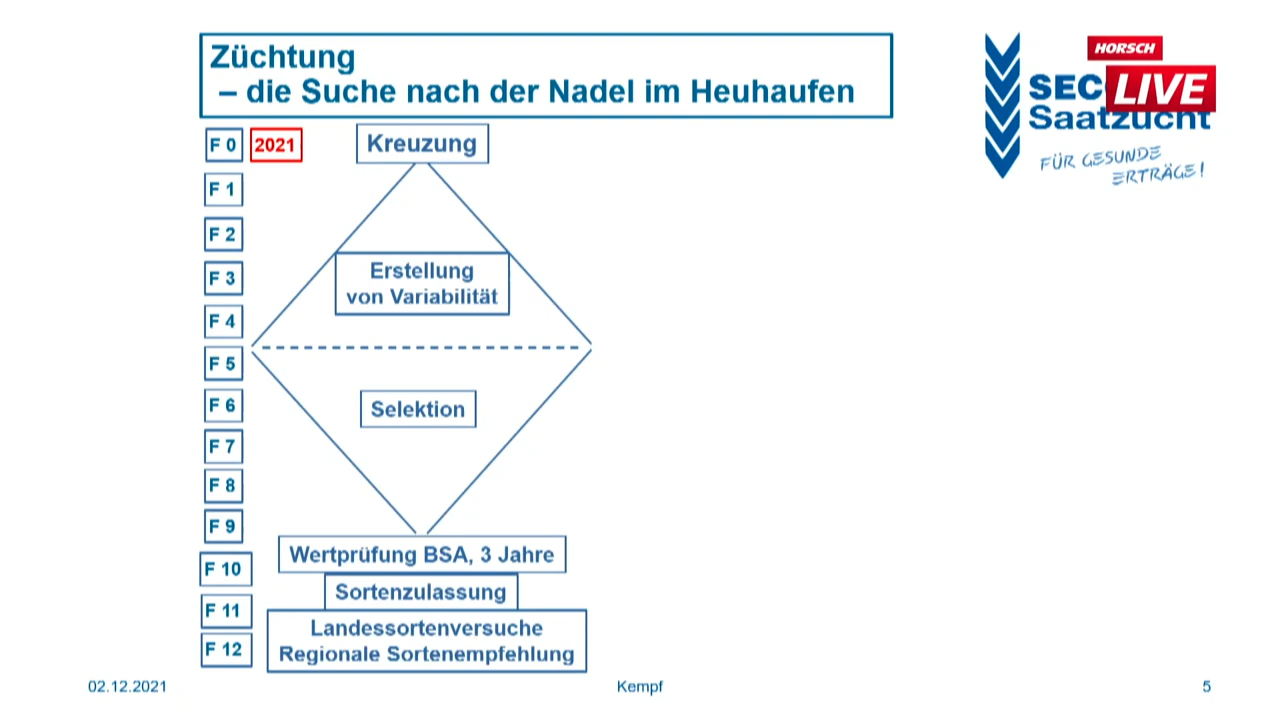 Züchtung
– die Suche nach der Nadel im Heuhaufen
HORSCH
LIVE
SEC
Saatzucht
FÜR GESUNDE
ERTRÄGE!
F 0
2021
Kreuzung
F 1
F 2
F 3
Erstellung
von Variabilität
F 4
F 5
F 6
Selektion
F 7
F 8
F 9
Wertprüfung BSA, 3 Jahre
F 10
Sortenzulassung
F 11
Landessortenversuche
Regionale Sortenempfehlung
F 12
02.12.2021
Kempf
5